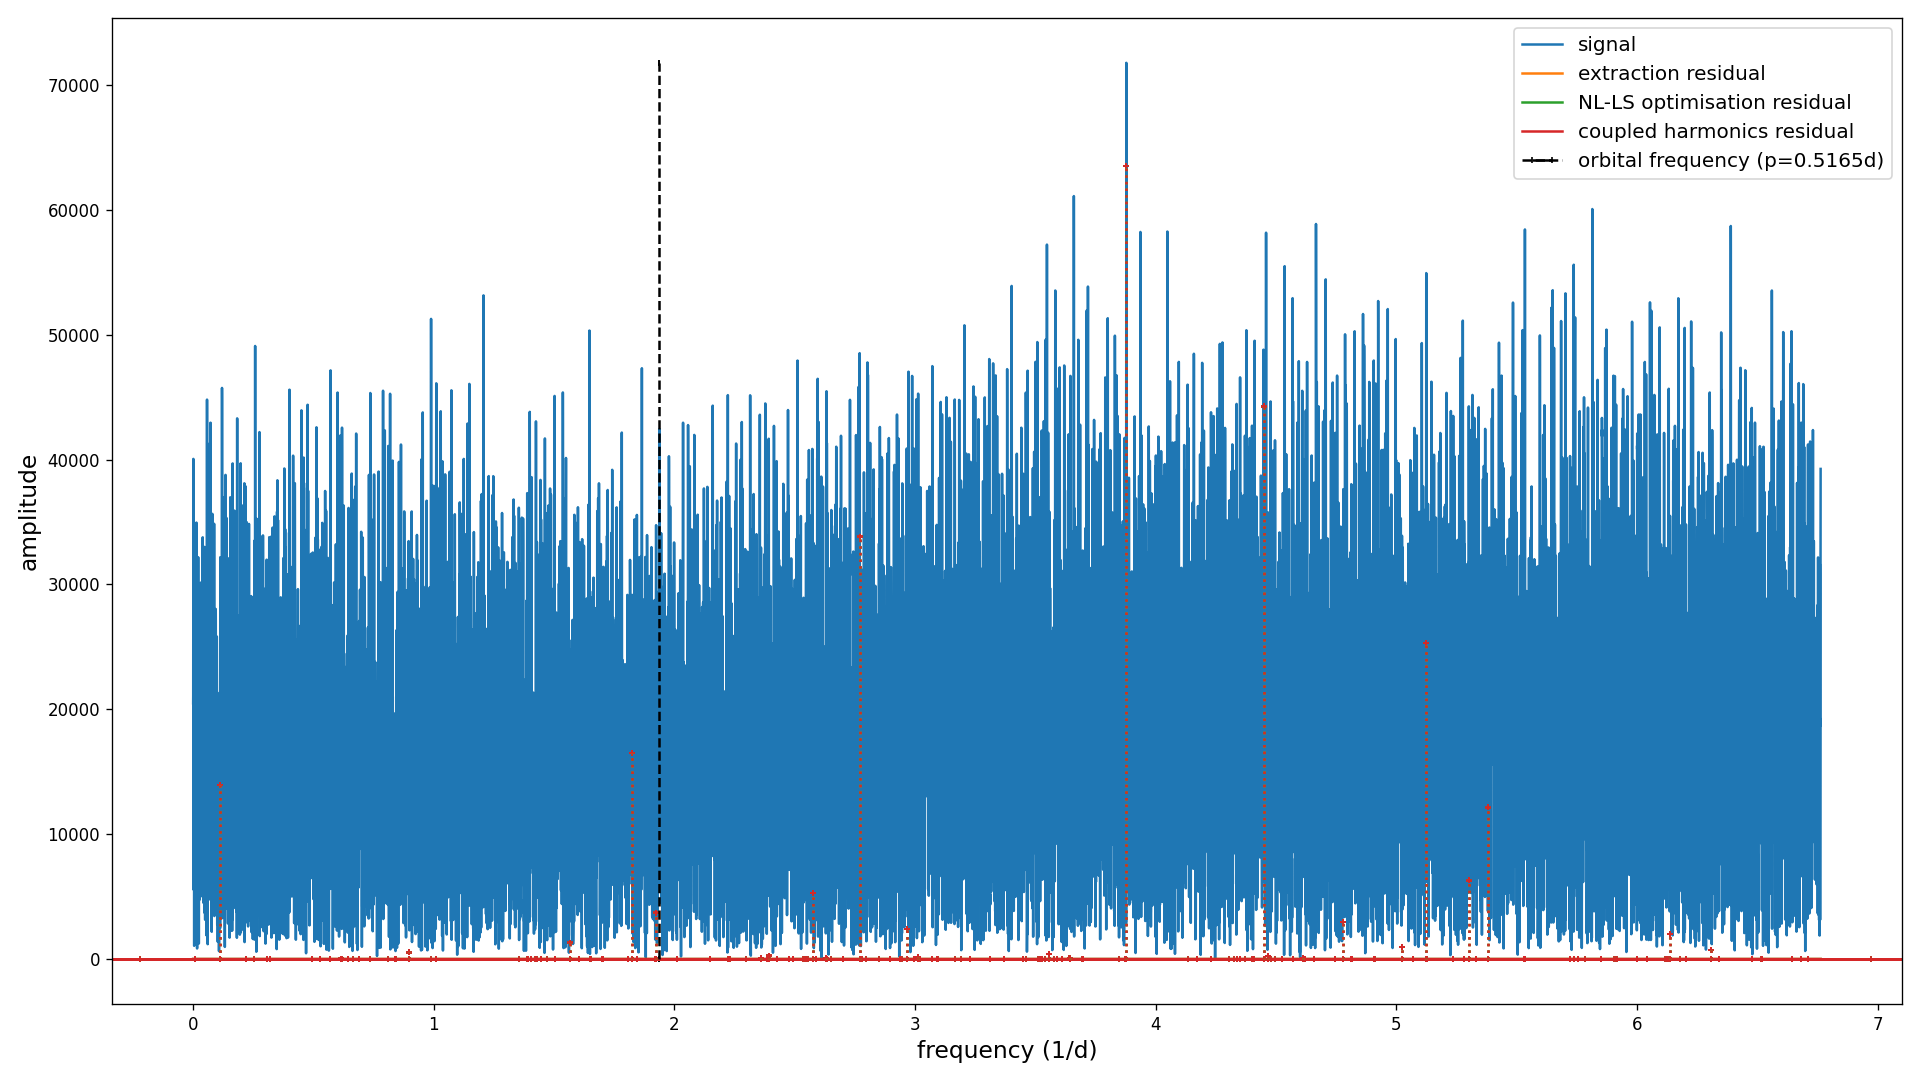 signal
extraction residual
NL-LS optimisation residual
coupled harmonics residual
orbital frequency (p=0.5165d)
70000
60000
50000
40000
30000
20000
10000
0
amplitude
0 1 2 3 4 5 6 7
frequency (1/d)